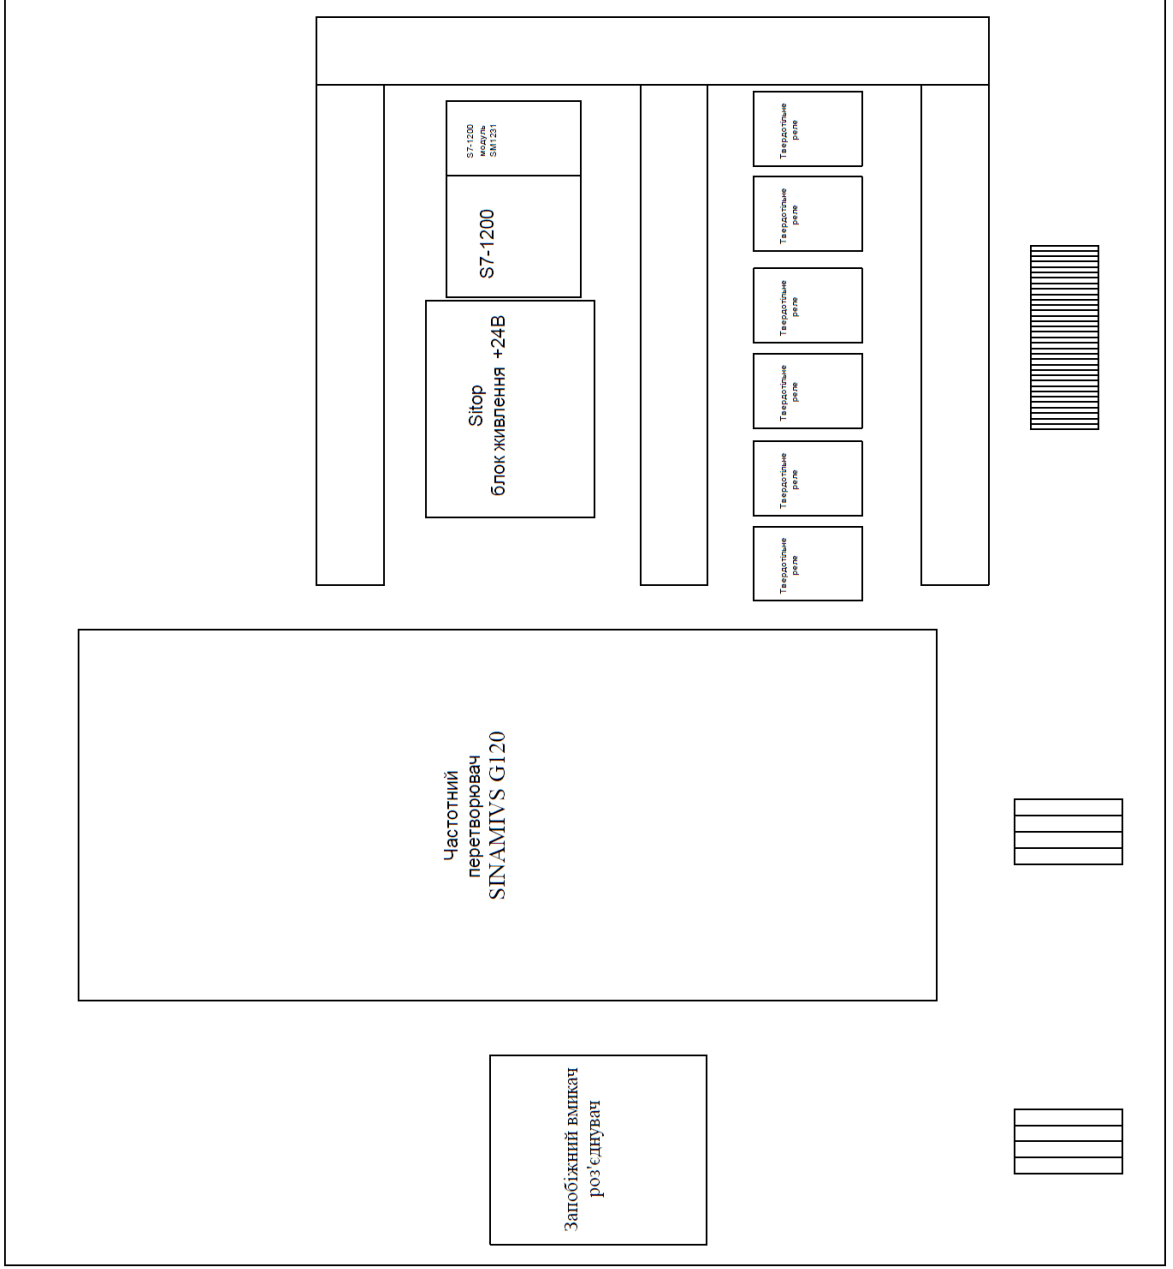 S7-1200
модуль
SM1231
S7-1200
Sitop
блок живлення +24В
Твердотільне
реле
Твердотільне
реле
Твердотільне
реле
Твердотільне
реле
Твердотільне
реле
Твердотільне
реле
Частотний
перетворювач
SINAMIVS G120
Запобіжний вмикач
роз'єднувач